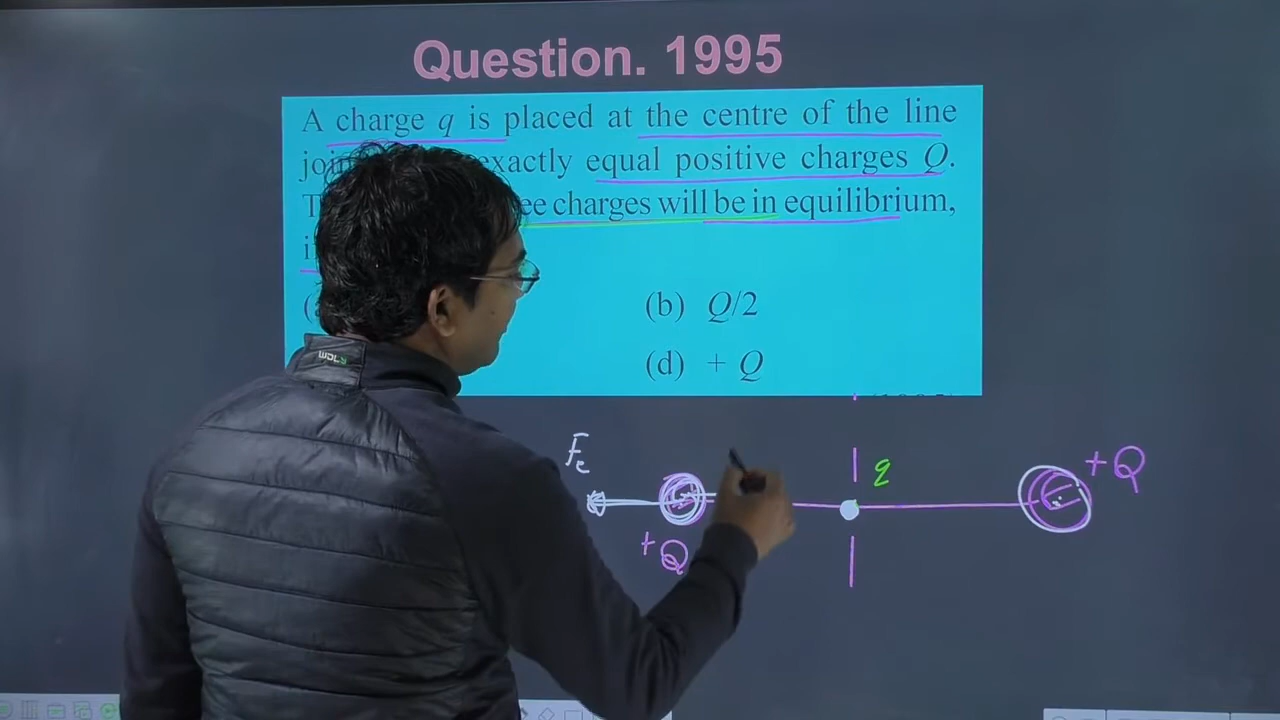 Question. 1995
A charge q is placed at the centre of the line
exactly equal positive charges Q.
charges will be in equilibrium,
(b) Q/2
(d) + Q
WDLY
Fe
q
+Q
+Q